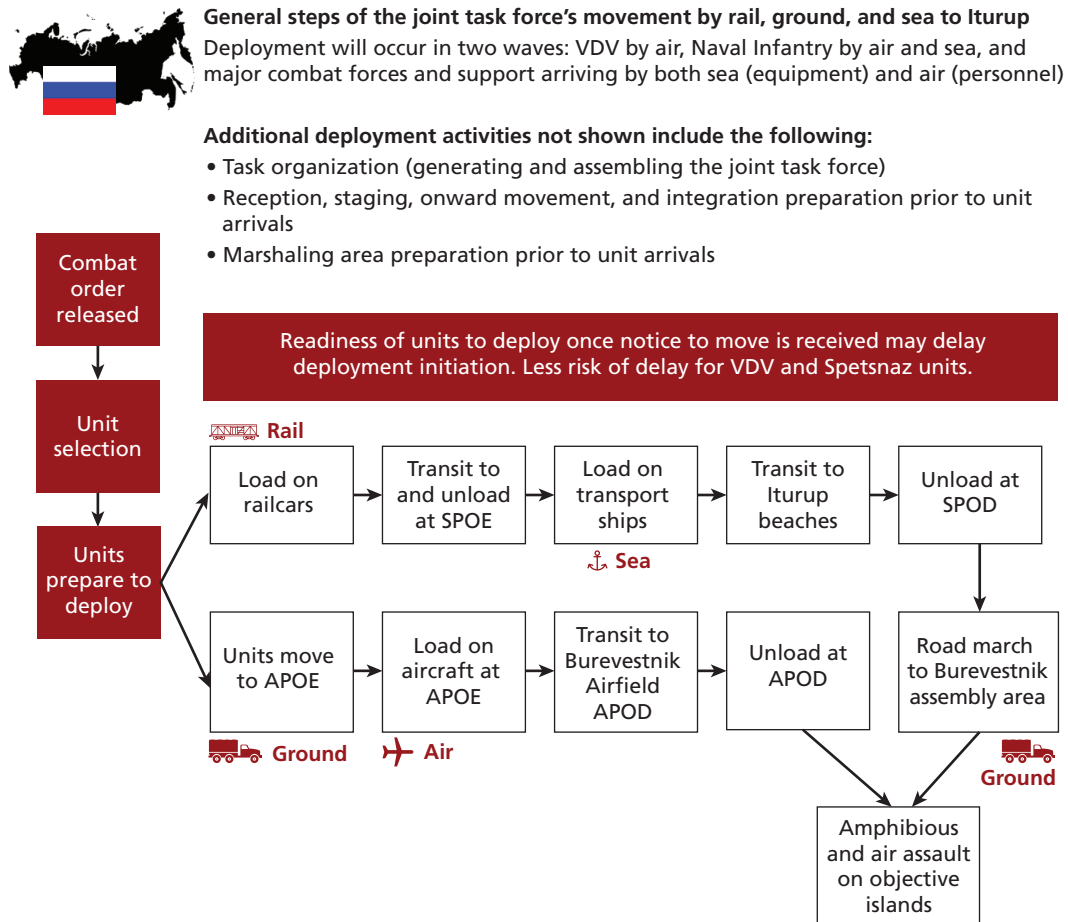 General steps of the joint task force’s movement by rail, ground, and sea to Iturup
Deployment will occur in two waves: VDV by air, Naval Infantry by air and sea, and
major combat forces and support arriving by both sea (equipment) and air (personnel)
Additional deployment activities not shown include the following:
• Task organization (generating and assembling the joint task force)
• Reception, staging, onward movement, and integration preparation prior to unit
arrivals
• Marshaling area preparation prior to unit arrivals
Combat
order
released
Unit
selection
Units
prepare to
deploy
Readiness of units to deploy once notice to move is received may delay
deployment initiation. Less risk of delay for VDV and Spetsnaz units.
Rail
Load on
railcars
Transit to
and unload
at SPOE
Load on
transport
ships
Sea
Transit to
Iturup
beaches
Unload at
SPOD
Units move
to APOE
Ground
Load on
aircraft at
APOE
Air
Transit to
Burevestnik
Airfield
APOD
Unload at
APOD
Road march
to Burevestnik
assembly area
Ground
Amphibious
and air assault
on objective
islands